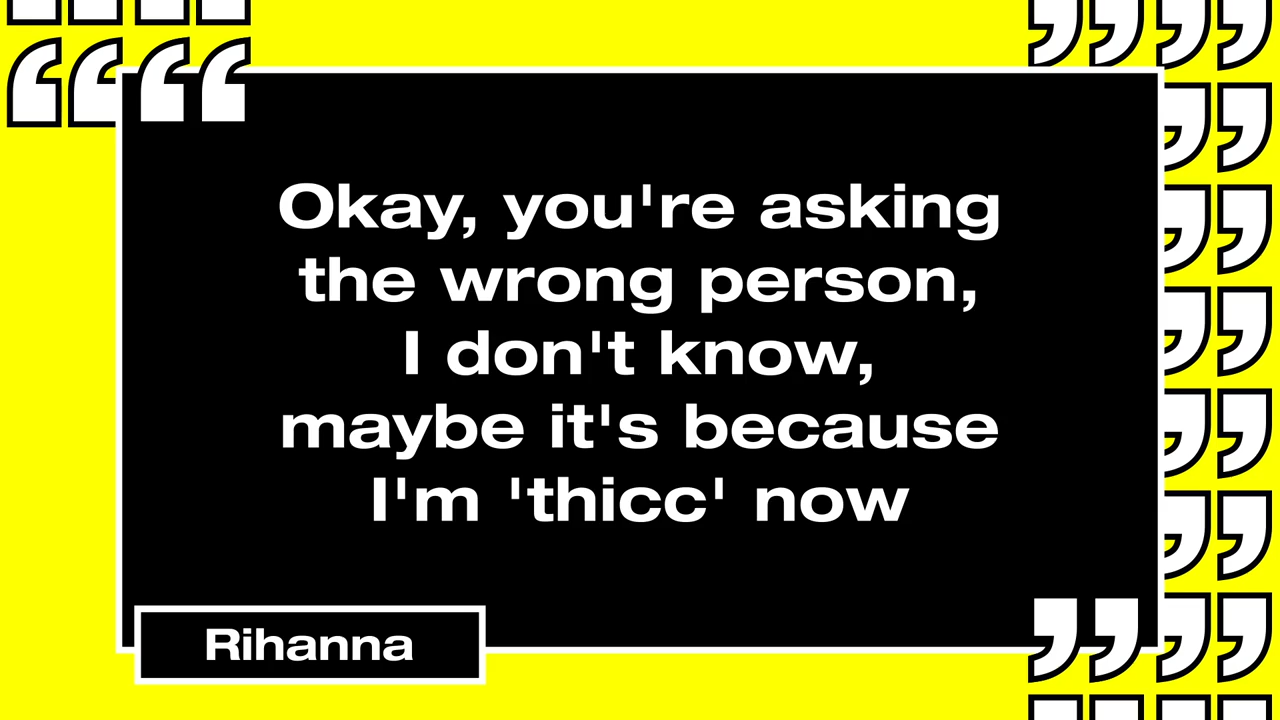 Okay, you're asking
the wrong person,
I don't know,
maybe it's because
I'm 'thicc' now
Rihanna